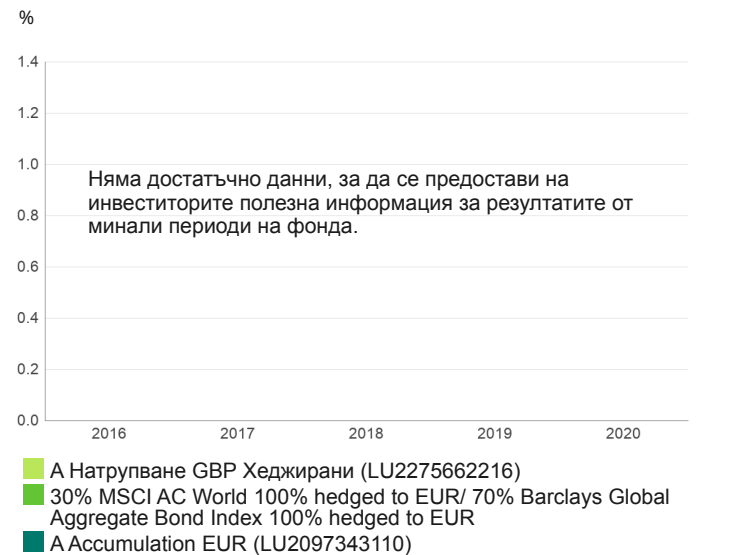 %
1.4
1.2
1.0
Няма достатъчно данни, за да се предостави на
инвеститорите полезна информация за резултатите от
0.8
минали периоди на фонда.
0.6
0.4
0.2
0.0
2016 2017 2018 2019 2020
А Натрупване GBP Хеджирани (LU2275662216)
30% MSCI AC World 100% hedged to EUR/ 70% Barclays Global
Aggregate Bond Index 100% hedged to EUR
A Accumulation EUR (LU2097343110)